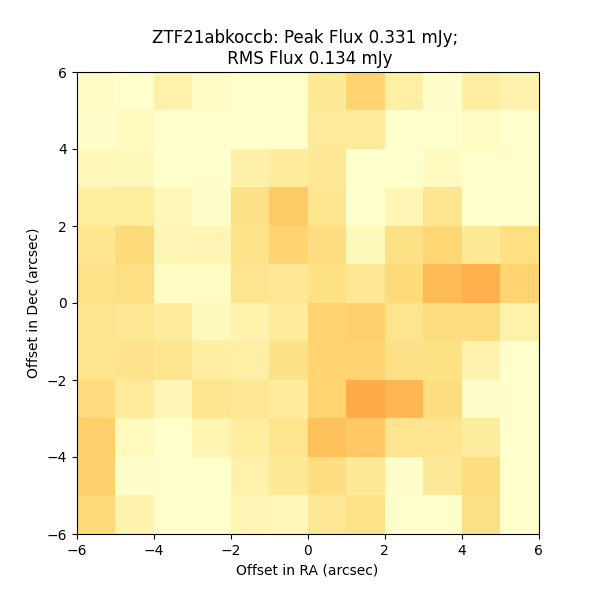 ZTF21abkoccb: Peak Flux 0.331 mJy;
RMS Flux 0.134 mJy
6
4
2
0
−2
−4
−6
Offset in Dec (arcsec)
−6 −4 −2 0 2 4 6
Offset in RA (arcsec)